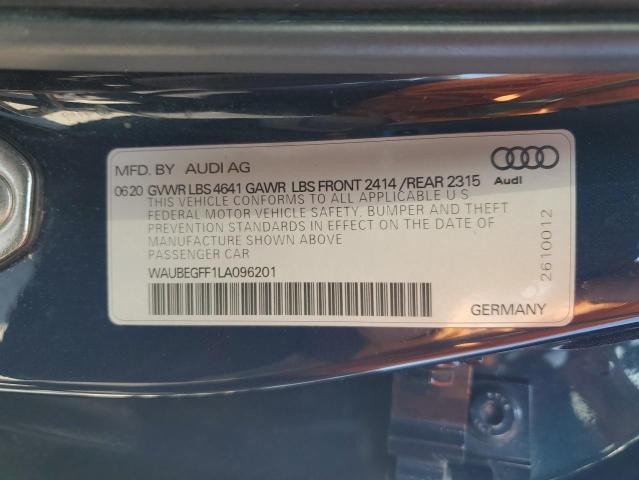 MFD. BY AUDI AG
06 20 GVWR LBS 4641 GAWR LBS FRONT 2414 /REAR 2315
Audi
THIS VEHICLE CONFORMS TO ALL APPLICABLE U S
FEDERAL MOTOR VEHICLE SAFETY, BUMPER AND THEFT
PREVENTION STANDARDS IN EFFECT ON THE DATE OF
MANUFACTURE SHOWN ABOVE
PASSENGER CAR
WAUBEGFF1LA096201
GERMANY
2610012